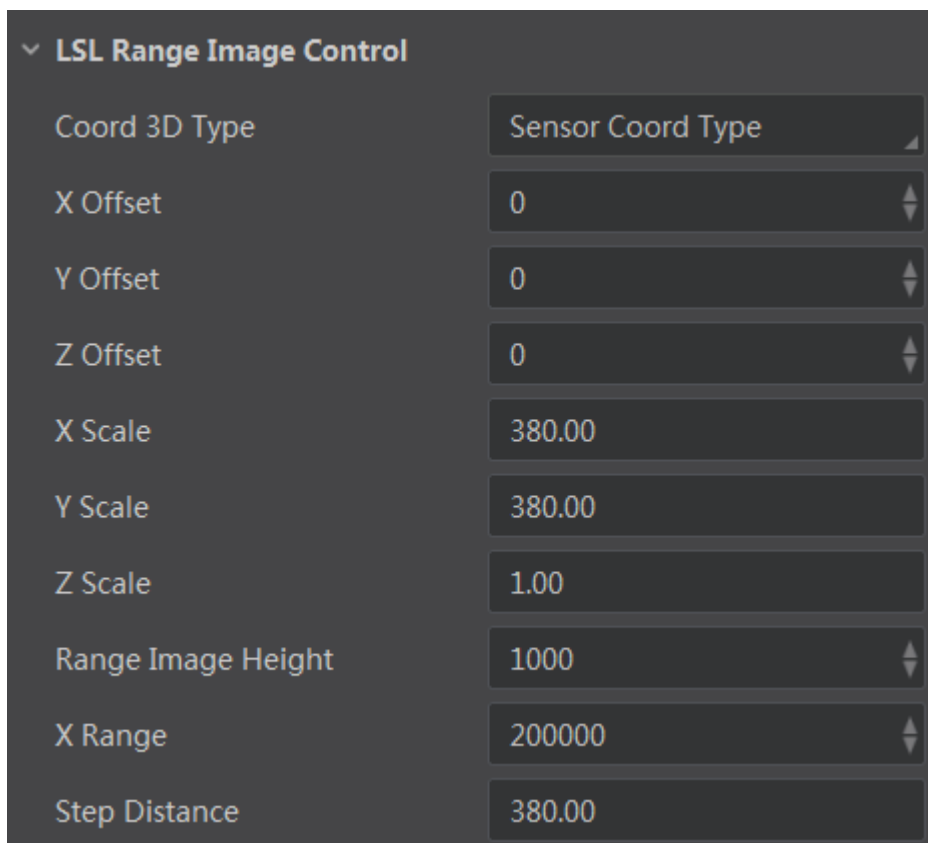 LSL Range Image Control
Coord 3D Type Sensor Coord Type
X Offset 0
Y Offset 0
Z Offset 0
X Scale 380.00
Y Scale 380.00
Z Scale 1.00
Range Image Height 1000
X Range 200000
Step Distance 380.00